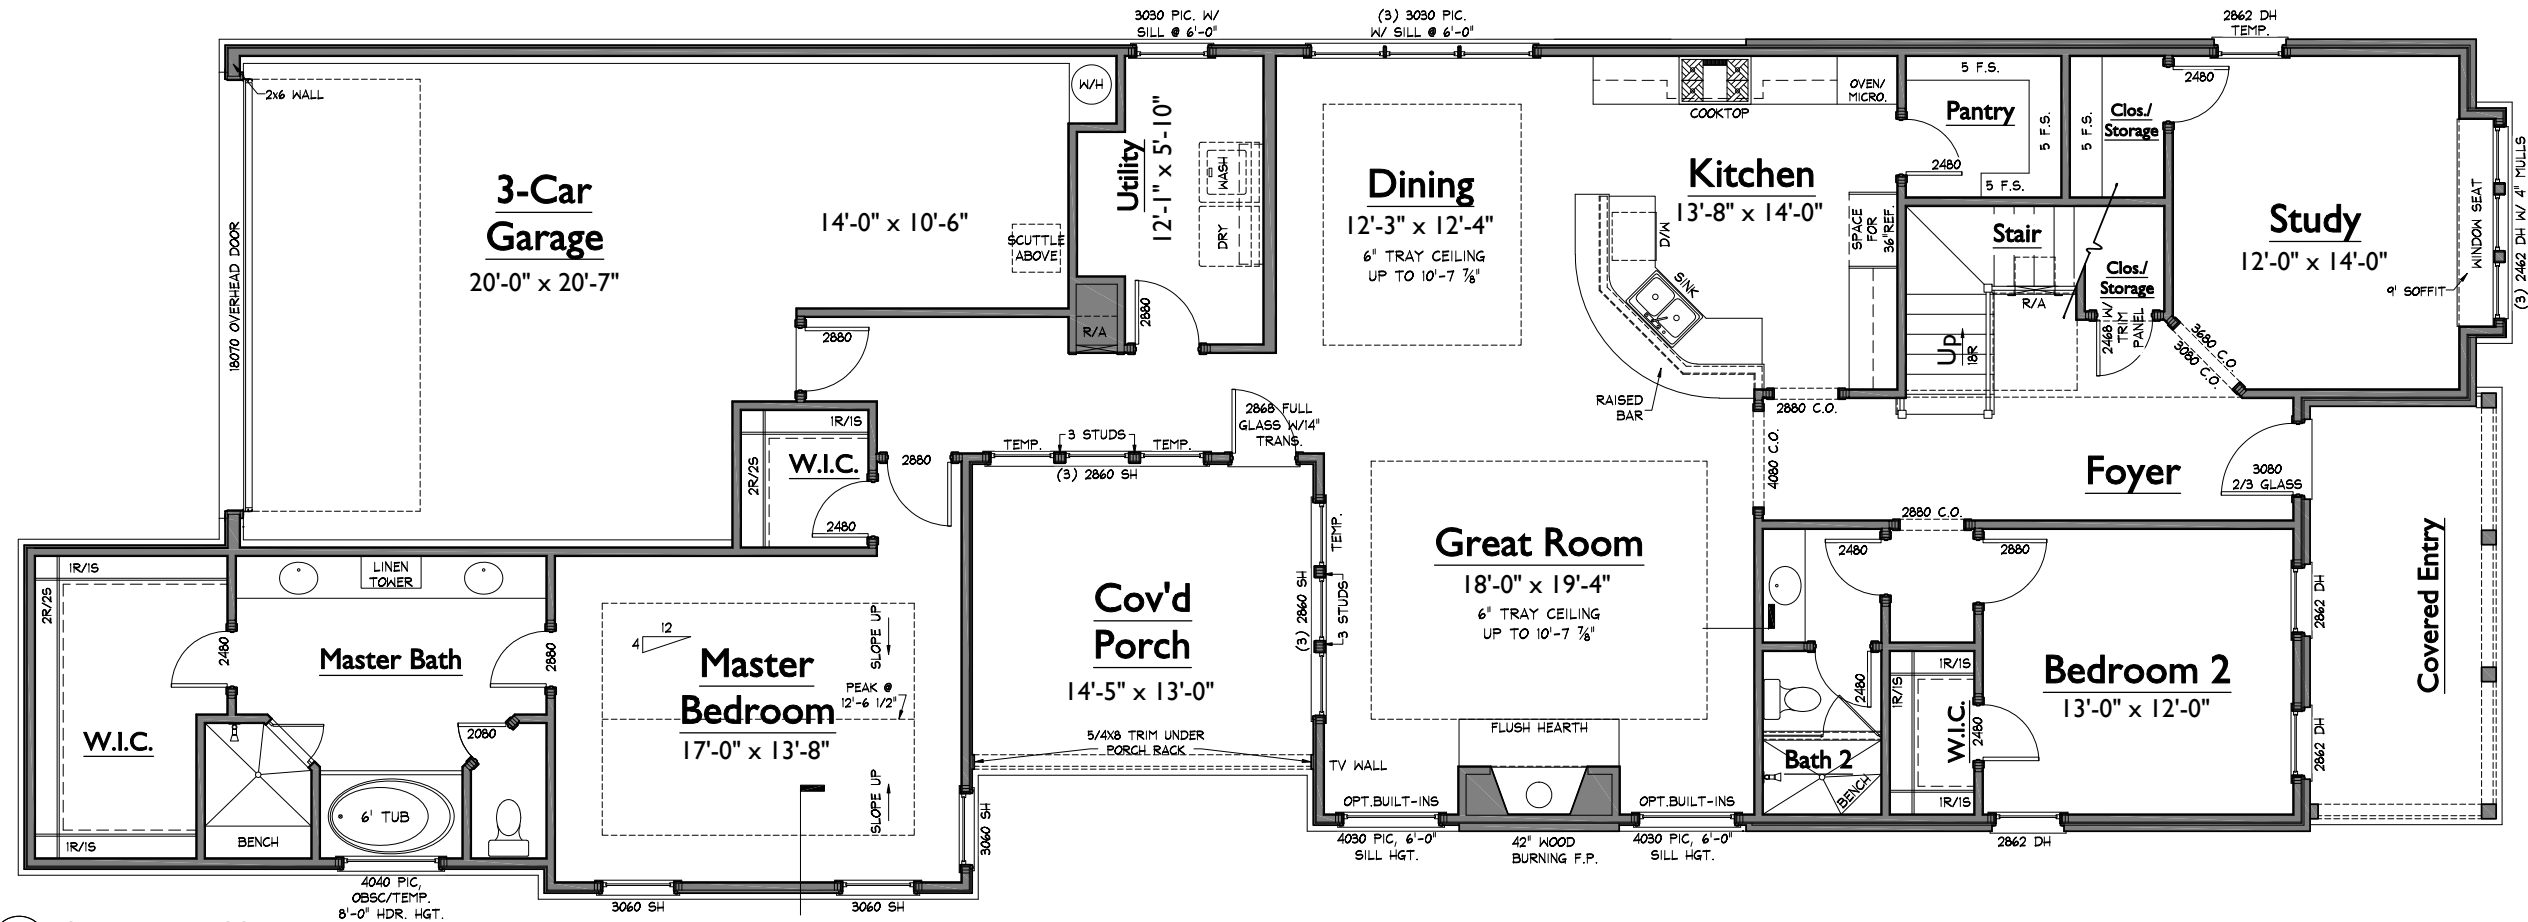 3030 PIC. W/
SILL @ 6'-0"
(3) 3030 PIC.
W/ SILL @ 6'-0"
2862 DH
TEMP.
2x6 WALL
18070 OVERHEAD DOOR
3-Car
Garage
20'-0" x 20'-7"
14'-0" x 10'-6"
SCUTTLE
ABOVE
W/H
Utility
12'-1" x 5'-10"
WASH
DRY
R/A
2880
2880
Dining
12'-3" x 12'-4"
6" TRAY CEILING
UP TO 10'-7 7/8"
COOKTOP
OVEN/
MICRO.
Kitchen
13'-8" x 14'-0"
D/W
SINK
SPACE
FOR
36"REF.
RAISED
BAR
2880 C.O.
4080 C.O.
5 F.S.
Pantry
5 F.S.
2480
5 F.S.
5 F.S.
Clos./
Storage
2480
Stair
R/A
Up
18R
Clos./
Storage
2468 W/
TRIM
PANEL
3680 C.O.
3080 C.O.
Study
12'-0" x 14'-0"
9' SOFFIT
WINDOW SEAT
(3) 2462 DH W/ 4" MULLS
Foyer
3080
2/3 GLASS
2880 C.O.
Covered Entry
1R/1S
2R/2S
W.I.C.
2480
2880
TEMP.
3 STUDS
TEMP.
(3) 2860 SH
2868 FULL
GLASS W/14"
TRANS.
TEMP.
(3) 2860 SH
3 STUDS
Cov'd
Porch
14'-5" x 13'-0"
5/4X8 TRIM UNDER
PORCH RACK
Great Room
18'-0" x 19'-4"
6" TRAY CEILING
UP TO 10'-7 7/8"
FLUSH HEARTH
TV WALL
OPT.BUILT-INS
OPT.BUILT-INS
4030 PIC, 6'-0"
SILL HGT.
42" WOOD
BURNING F.P.
4030 PIC, 6'-0"
SILL HGT.
1R/1S
2R/2S
W.I.C.
1R/1S
2480
LINEN
TOWER
Master Bath
2880
2080
BENCH
6' TUB
4040 PIC,
OBSC/TEMP.
8'-0" HDR. HGT.
12
4
SLOPE UP
Master
Bedroom
17'-0" x 13'-8"
PEAK @
12'-6 1/2"
SLOPE UP
3060 SH
3060 SH
3060 SH
2480
2880
2480
Bath 2
BENCH
1R/1S
1R/1S
W.I.C.
2480
1R/1S
Bedroom 2
13'-0" x 12'-0"
2862 DH
2862 DH
2862 DH